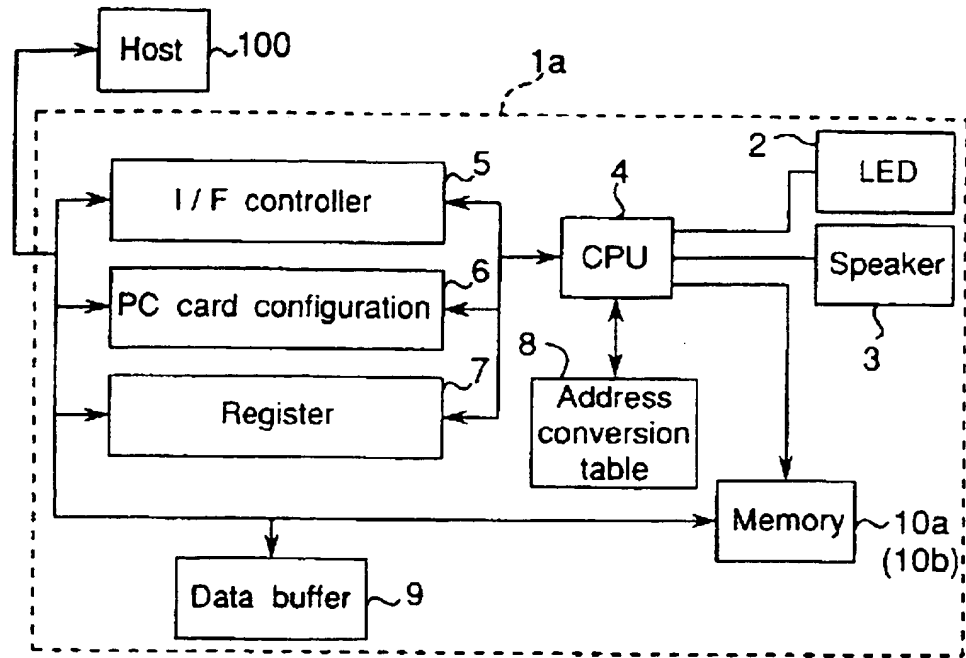 Host
100
1a
2
LED
5
I / F controller
4
CPU
Speaker
3
6
PC card configuration
8
Address
conversion
table
7
Register
Memory
10a
(10b)
Data buffer
9